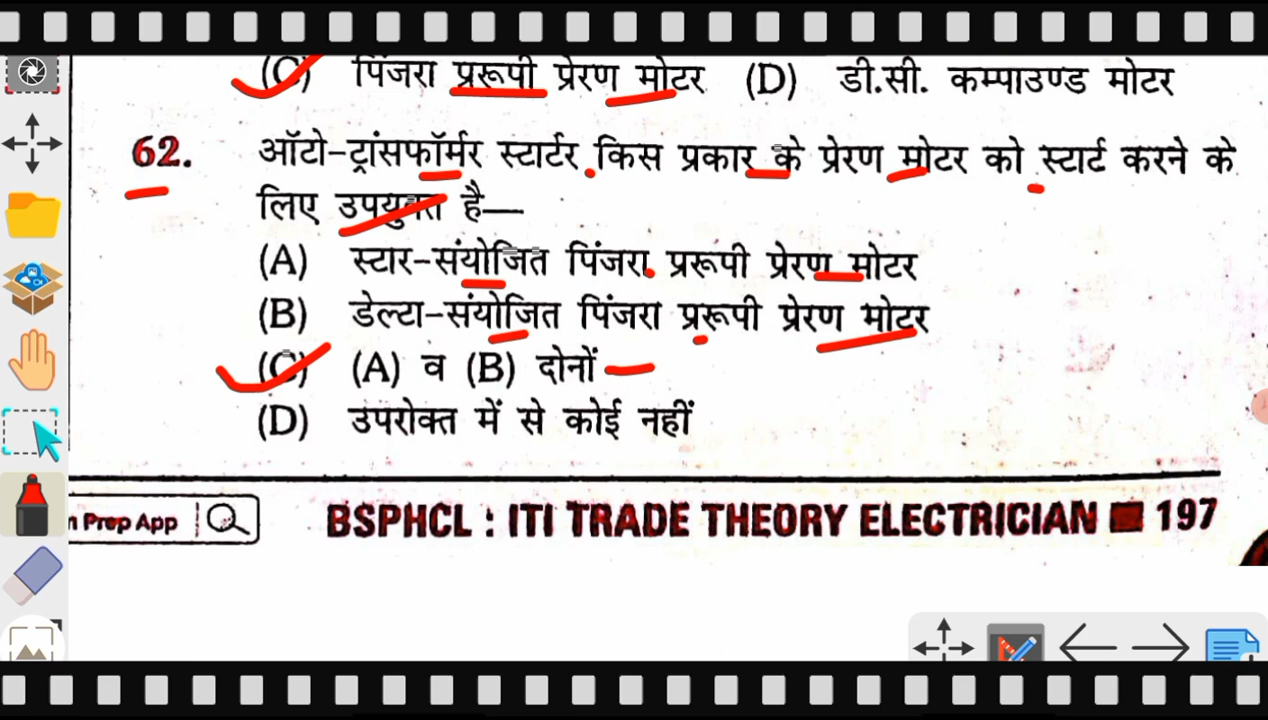 (C) पिंजरा प्ररूपी प्रेरण मोटर (D) डी.सी. कम्पाउण्ड मोटर
62. ऑटो-ट्रांसफॉर्मर स्टार्टर किस प्रकार के प्रेरण मोटर को स्टार्ट करने के
लिए उपयुक्त है—
(A) स्टार-संयोजित पिंजरा प्ररूपी प्रेरण मोटर
(B) डेल्टा-संयोजित पिंजरा प्ररूपी प्रेरण मोटर
(C) (A) व (B) दोनों
(D) उपरोक्त में से कोई नहीं
n Prep App BSPHCL : ITI TRADE THEORY ELECTRICIAN ■ 197